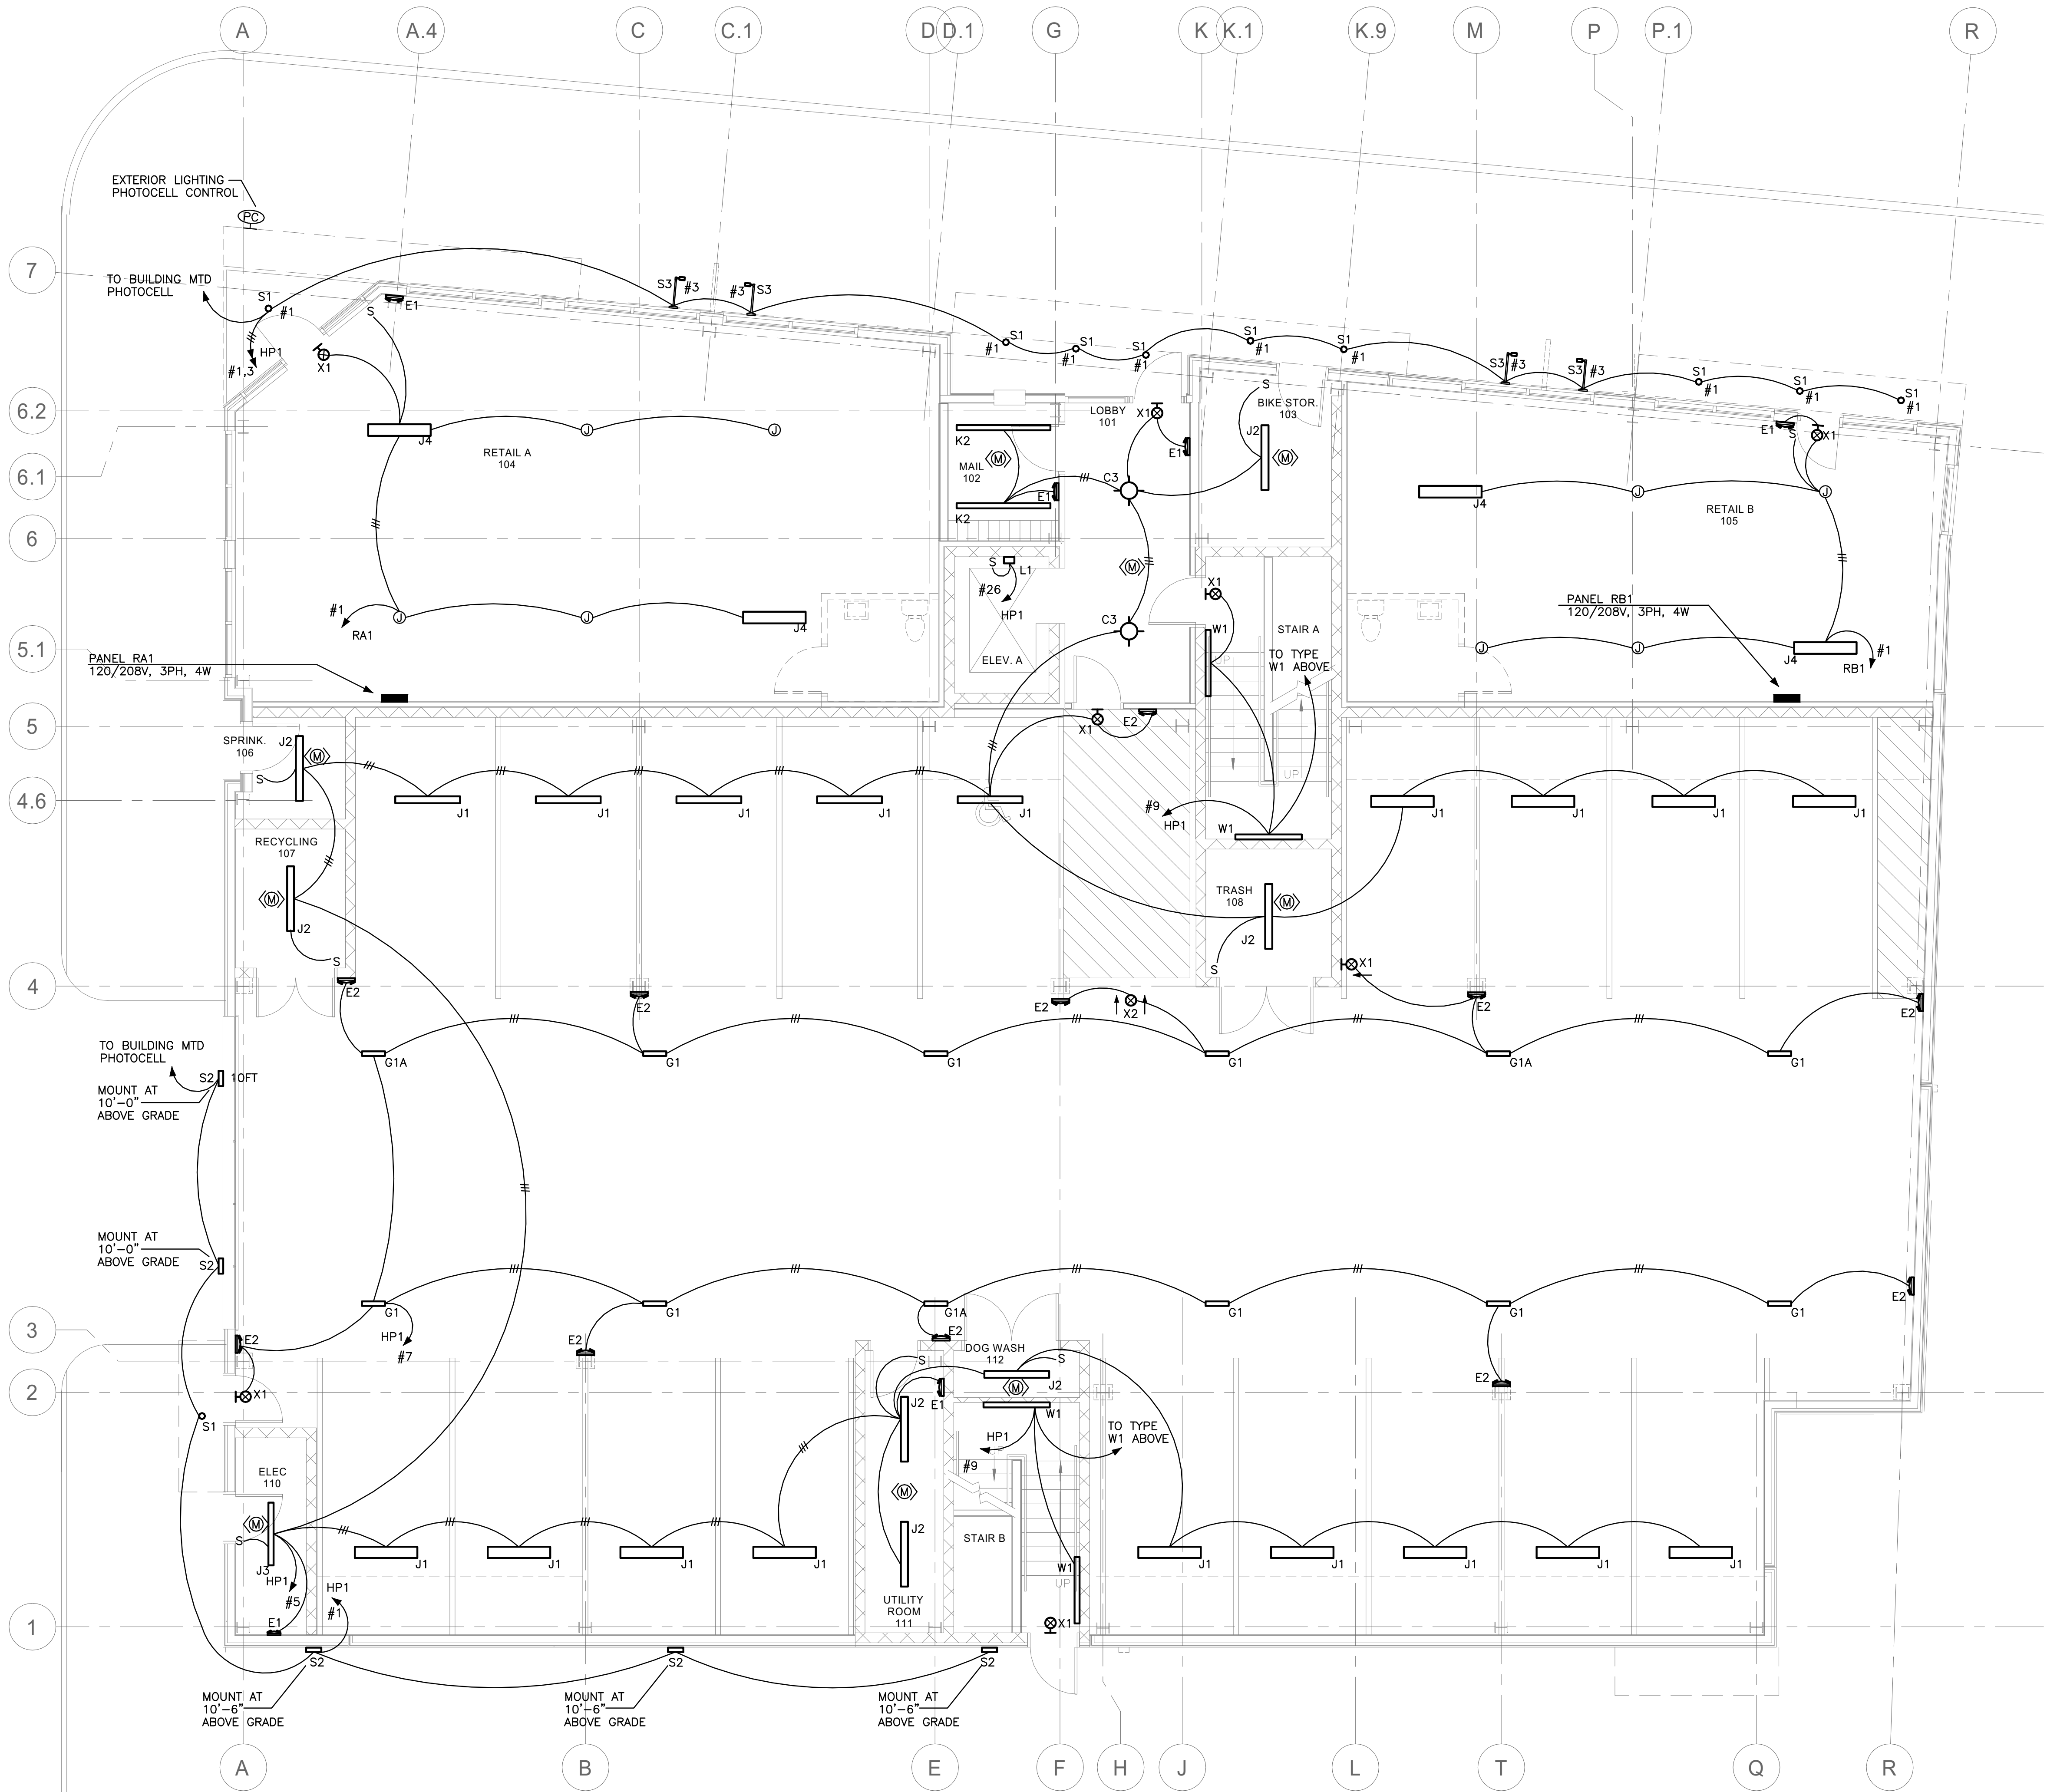 A
A.4
C
C.1
D
D.1
G
K
K.1
K.9
M
P
P.1
R
EXTERIOR LIGHTING
PHOTOCELL CONTROL
PC
7
TO BUILDING MTD
PHOTOCELL
S1
#1
HP1
#1,3
X1
S
E1
S3
#3
#3
S3
S1
#1
S1
#1
S1
#1
S1
#1
S1
#1
S3
#3
S3
#3
S1
#1
S1
#1
S1
#1
6.2
J4
J
J
RETAIL A
104
K2
MAIL
102
M
K2
E1
LOBBY
101
X1
E1
C3
S
BIKE STOR.
103
J2
M
E1
S
X1
6.1
J4
J
J
RETAIL B
105
6
S
L1
#26
HP1
M
X1
#1
RA1
J
J
J4
C3
W1
STAIR A
UP
TO TYPE
W1 ABOVE
PANEL RB1
120/208V, 3PH, 4W
J
J
J4
#1
RB1
5.1
PANEL RA1
120/208V, 3PH, 4W
ELEV. A
5
SPRINK.
106
J2
M
S
X1
E2
UP
4.6
J1
J1
J1
J1
J1
#9
HP1
W1
J1
J1
J1
J1
RECYCLING
107
M
J2
S
TRASH
108
M
J2
S
4
E2
E2
E2
X2
X1
E2
E2
G1A
G1
G1
G1
G1A
G1
TO BUILDING MTD
PHOTOCELL
S2
10FT
MOUNT AT
10'-0"
ABOVE GRADE
MOUNT AT
10'-0"
ABOVE GRADE
S2
G1
G1
G1A
G1
G1
G1
E2
3
E2
HP1
#7
E2
E2
DOG WASH
112
S
S
M
J2
E2
2
X1
S1
J2
E1
W1
HP1
TO TYPE
W1 ABOVE
#9
ELEC
110
M
S
J3
HP1
#5
E1
HP1
#1
J1
J1
J1
J1
M
J2
UTILITY
ROOM
111
STAIR B
W1
UP
X1
J1
J1
J1
J1
J1
1
S2
S2
S2
MOUNT AT
10'-6"
ABOVE GRADE
MOUNT AT
10'-6"
ABOVE GRADE
MOUNT AT
10'-6"
ABOVE GRADE
A
B
E
F
H
J
L
T
Q
R